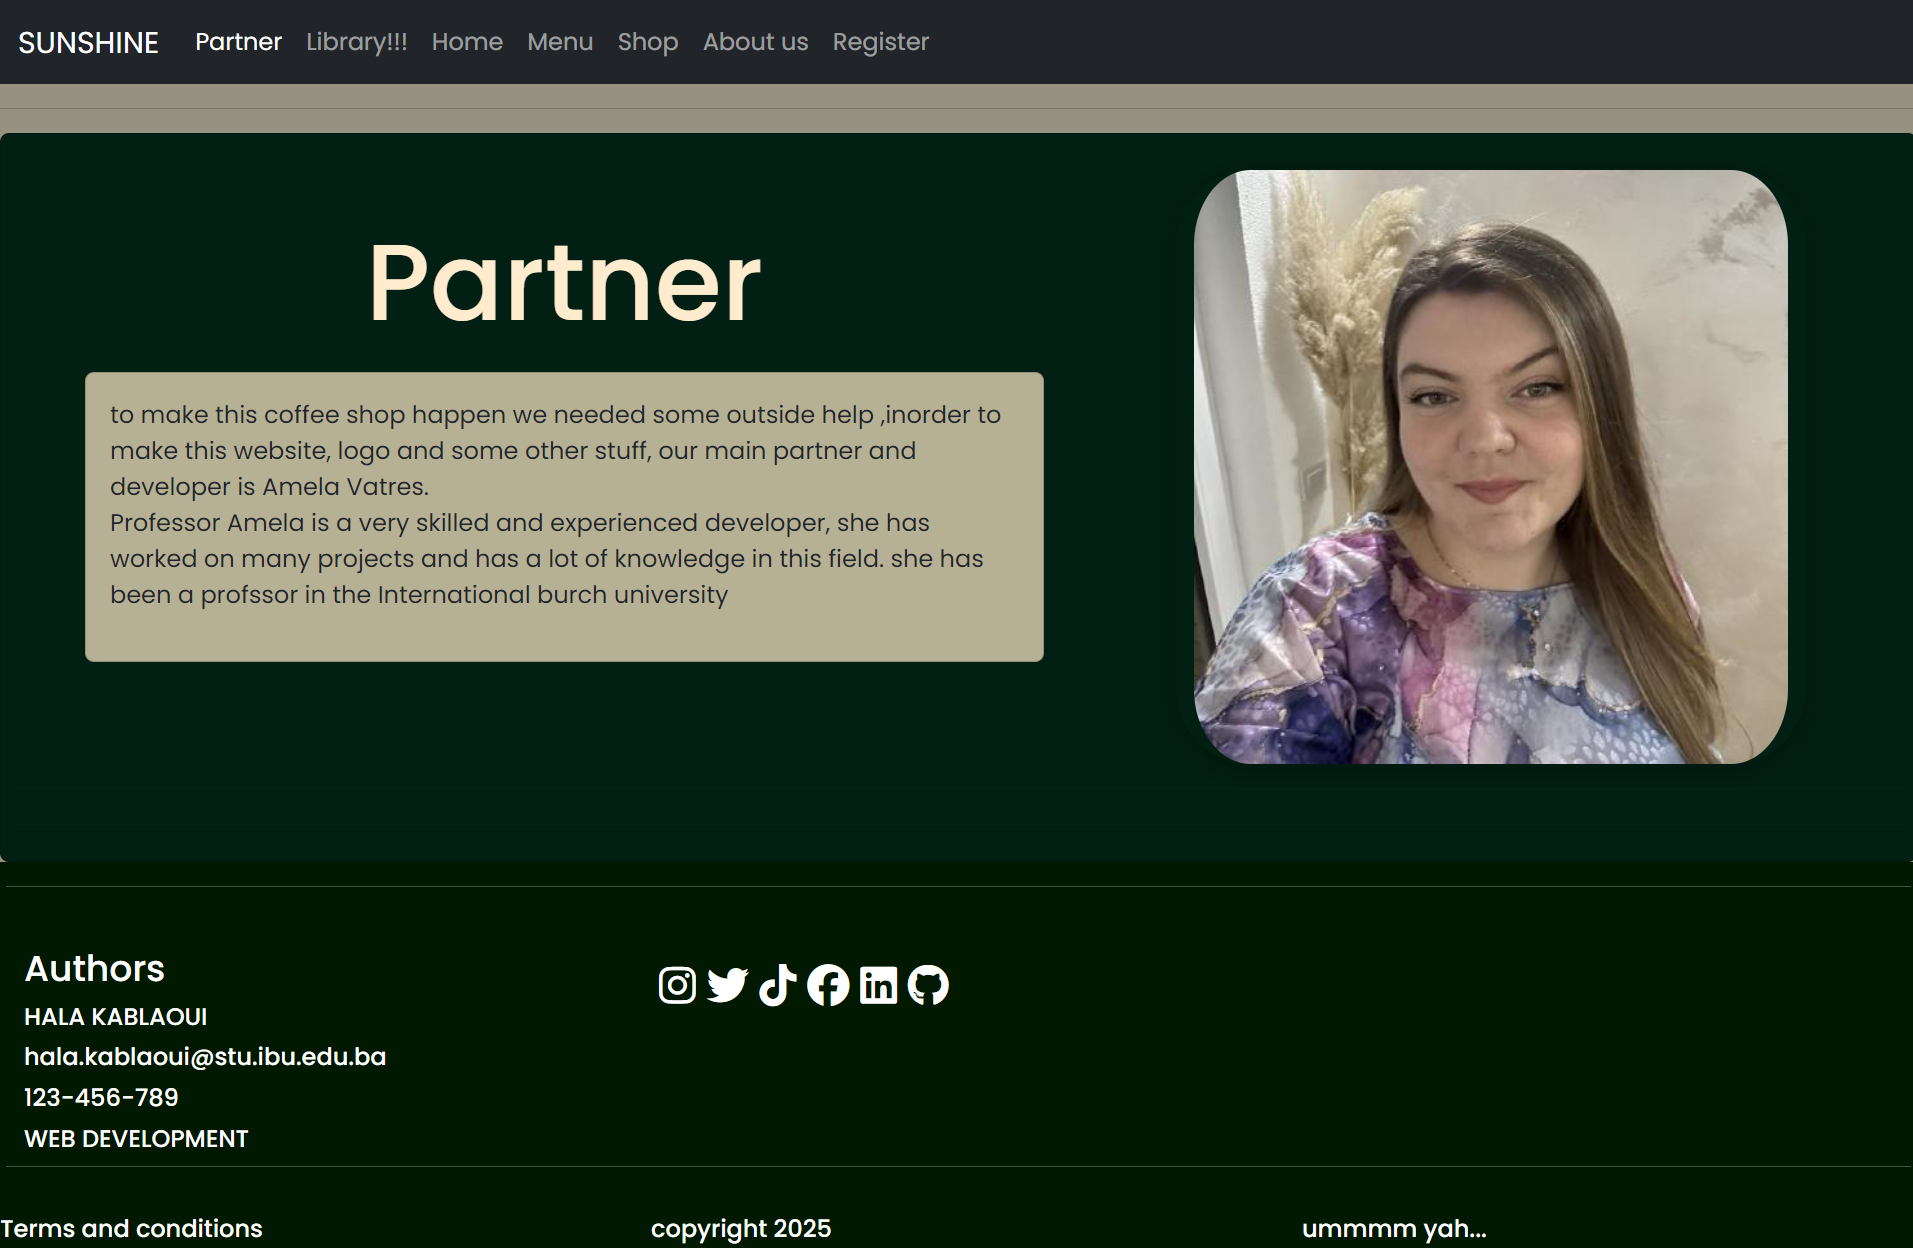 SUNSHINE Partner Library!!! Home Menu Shop About us Register
Partner
to make this coffee shop happen we needed some outside help ,inorder to
make this website, logo and some other stuff, our main partner and
developer is Amela Vatres.
Professor Amela is a very skilled and experienced developer, she has
worked on many projects and has a lot of knowledge in this field. she has
been a profssor in the International burch university
Authors
HALA KABLAOUI
hala.kablaoui@stu.ibu.edu.ba
123-456-789
WEB DEVELOPMENT
Terms and conditions copyright 2025 ummmm yah...